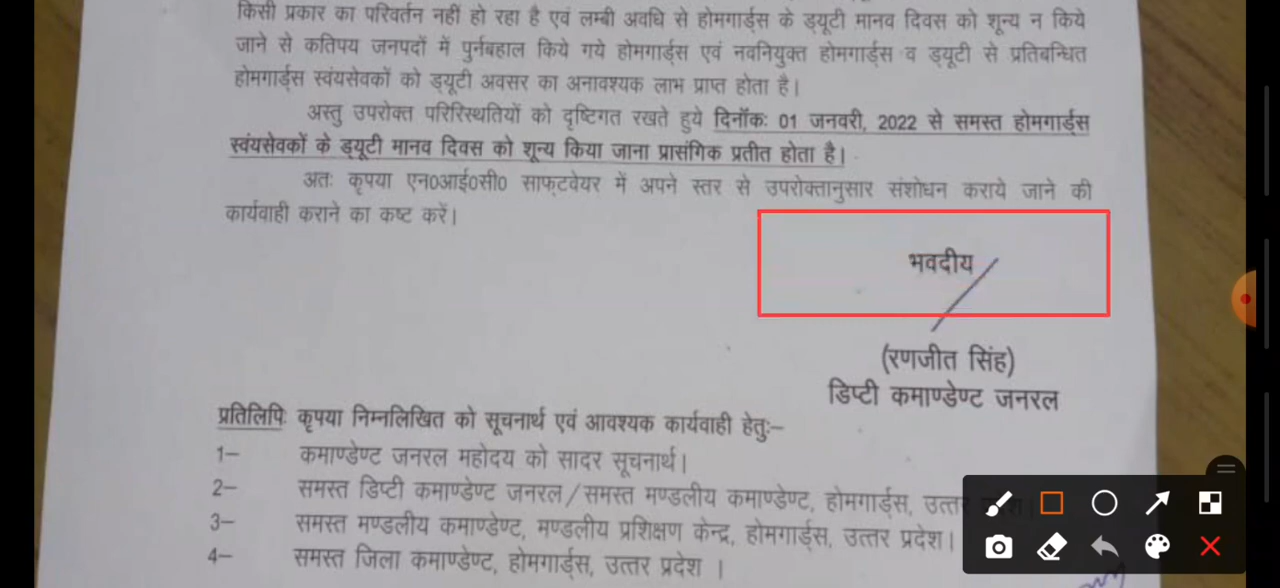 किसी प्रकार का परिवर्तन नहीं हो रहा है एवं लम्बी अवधि से होमगार्ड्स के ड्यूटी मानव दिवस को शून्य न किये
जाने से कतिपय जनपदों में पुर्नबहाल किये गये होमगार्ड्स एवं नवनियुक्त होमगार्ड्स व ड्यूटी से प्रतिबन्धित
होमगार्ड्स स्वंयसेवकों को ड्यूटी अवसर का अनावश्यक लाभ प्राप्त होता है।
अस्तु उपरोक्त परिरिस्थतियों को दृष्टिगत रखते हुये दिनॉकः 01 जनवरी, 2022 से समस्त होमगार्ड्स
स्वंयसेवकों के ड्यूटी मानव दिवस को शून्य किया जाना प्रासंगिक प्रतीत होता है।
अतः कृपया एन0आई0सी0 साफ्टवेयर में अपने स्तर से उपरोक्तानुसार संशोधन कराये जाने की
कार्यवाही कराने का कष्ट करें।
भवदीय
(रणजीत सिंह)
डिप्टी कमाण्डेण्ट जनरल
प्रतिलिपिः कृपया निम्नलिखित को सूचनार्थ एवं आवश्यक कार्यवाही हेतुः–
1– कमाण्डेण्ट जनरल महोदय को सादर सूचनार्थ।
2– समस्त डिप्टी कमाण्डेण्ट जनरल/समस्त मण्डलीय कमाण्डेण्ट, होमगार्ड्स,
3– समस्त मण्डलीय कमाण्डेण्ट, मण्डलीय प्रशिक्षण केन्द्र, होमगार्ड्स, उत्तर प्रदेश।
4– समस्त जिला कमाण्डेण्ट, होमगार्ड्स, उत्तर प्रदेश ।